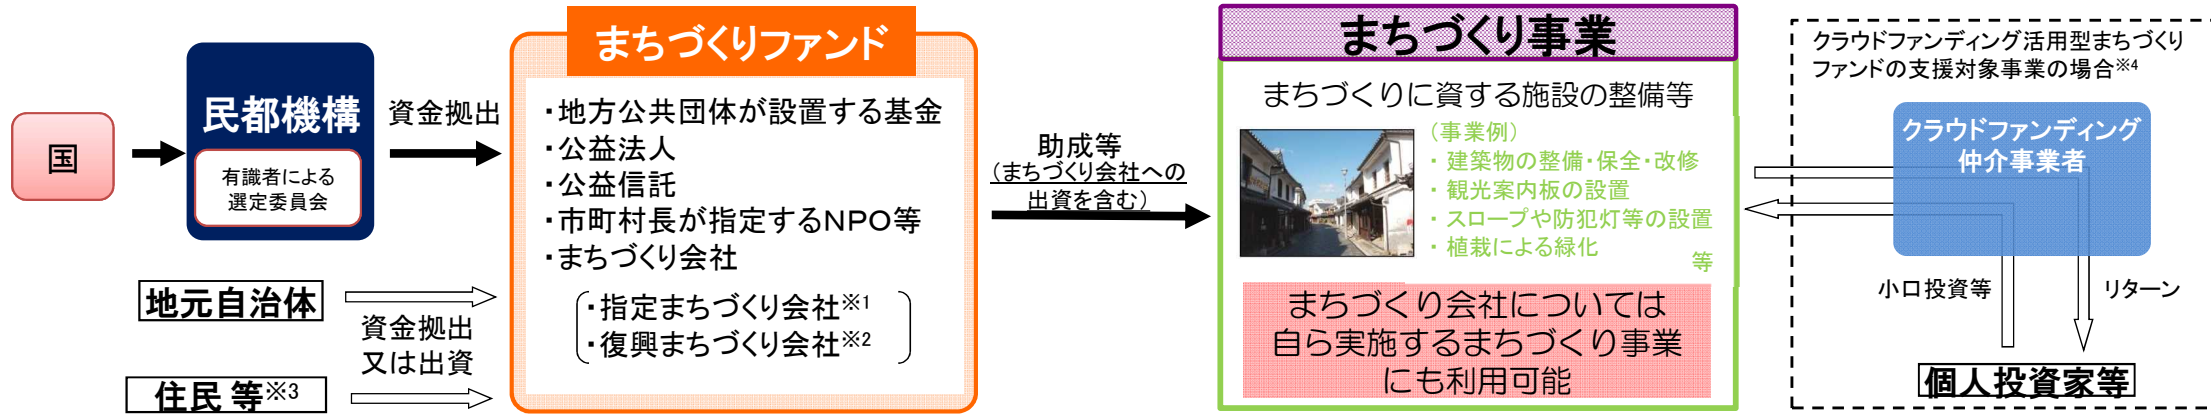 国
民都機構
有識者による
選定委員会
資金拠出
地元自治体
資金拠出
又は出資
住民 等※3
まちづくりファンド
・地方公共団体が設置する基金
・公益法人
・公益信託
・市町村長が指定するNPO等
・まちづくり会社
・指定まちづくり会社※1
・復興まちづくり会社※2
助成等
(まちづくり会社への
出資を含む)
まちづくり事業
まちづくりに資する施設の整備等
(事業例)
・建築物の整備・保全・改修
・観光案内板の設置
・スロープや防犯灯等の設置
・植栽による緑化
等
まちづくり会社については
自ら実施するまちづくり事業
にも利用可能
クラウドファンディング活用型まちづくり
ファンドの支援対象事業の場合※4
クラウドファンディング
仲介事業者
小口投資等
リターン
個人投資家等